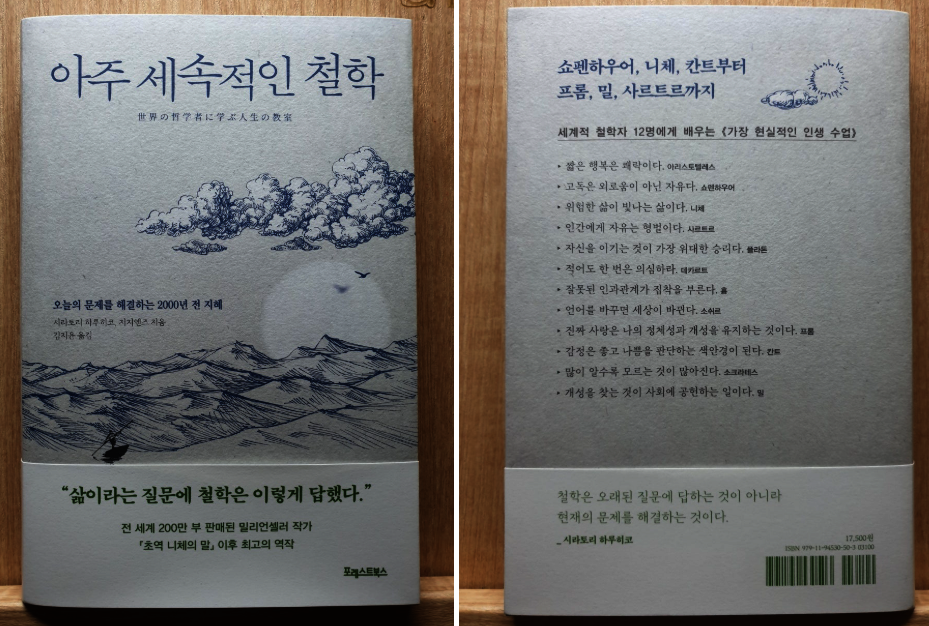 아주 세속적인 철학
世界の哲学者に学ぶ人生の教室
오늘의 문제를 해결하는 2000년 전 지혜
시라토리 하루히코, 지지엔즈 지음
김지윤 옮김
“삶이라는 질문에 철학은 이렇게 답했다.”
전 세계 200만 부 판매된 밀리언셀러 작가
『초역 니체의 말』 이후 최고의 역작
포레스트북스
쇼펜하우어, 니체, 칸트부터
프롬, 밀, 사르트르까지
세계적 철학자 12명에게 배우는 《가장 현실적인 인생 수업》
• 짧은 행복은 쾌락이다. 아리스토텔레스
• 고독은 외로움이 아닌 자유다. 쇼펜하우어
• 위험한 삶이 빛나는 삶이다. 니체
• 인간에게 자유는 형벌이다. 사르트르
• 자신을 이기는 것이 가장 위대한 승리다. 플라톤
• 적어도 한 번은 의심하라. 데카르트
• 잘못된 인과관계가 집착을 부른다. 흄
• 언어를 바꾸면 세상이 바뀐다. 소쉬르
• 진짜 사랑은 나의 정체성과 개성을 유지하는 것이다. 프롬
• 감정은 좋고 나쁨을 판단하는 색안경이 된다. 칸트
• 많이 알수록 모르는 것이 많아진다. 소크라테스
• 개성을 찾는 것이 사회에 공헌하는 일이다. 밀
철학은 오래된 질문에 답하는 것이 아니라
현재의 문제를 해결하는 것이다.
_시라토리 하루히코
17,500원
ISBN 979-11-94530-50-3 03100